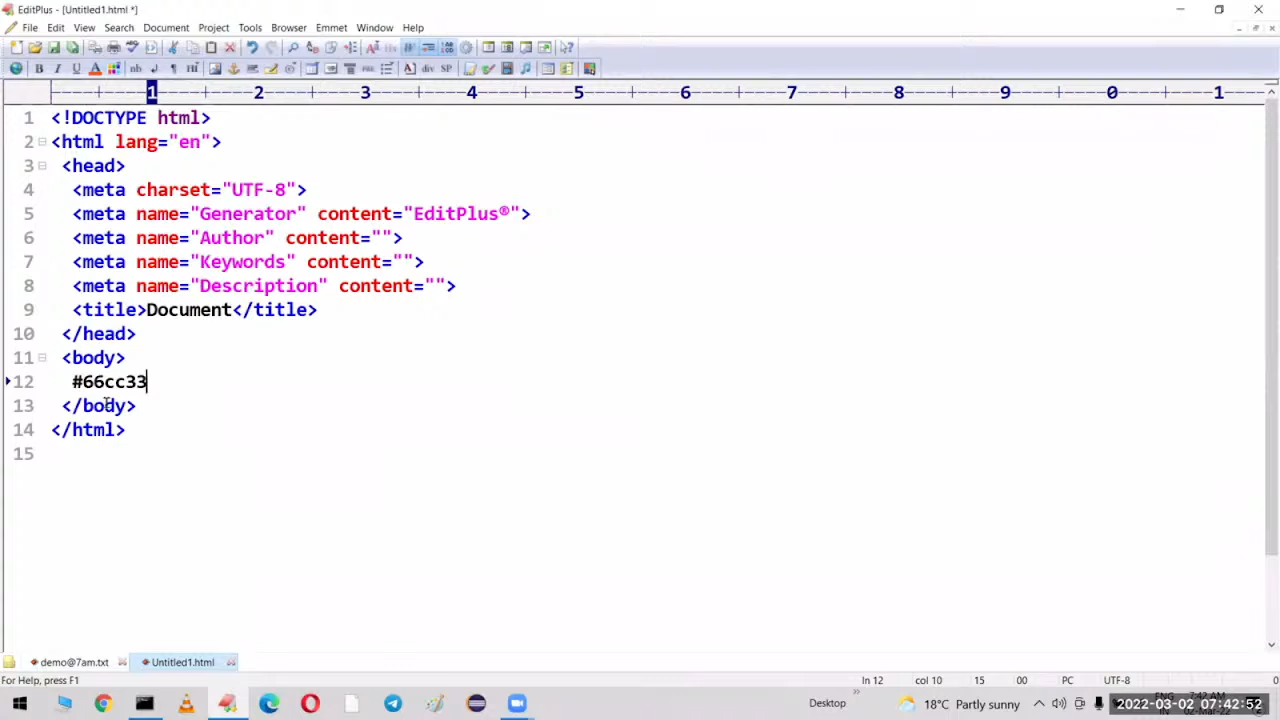 EditPlus - [Untitled1.html *]
File Edit View Search Document Project Tools Browser Emmet Window Help
1 2 3 4 5 6 7 8 9 0 1
1 <!DOCTYPE html>
2 <html lang="en">
3 <head>
4 <meta charset="UTF-8">
5 <meta name="Generator" content="EditPlus®">
6 <meta name="Author" content="">
7 <meta name="Keywords" content="">
8 <meta name="Description" content="">
9 <title>Document</title>
10 </head>
11 <body>
12 #66cc33
13 </body>
14 </html>
15
demo@7am.txt Untitled1.html
For Help, press F1 ln 12 col 10 15 00 PC UTF-8 0
Desktop 18°C Partly sunny 2022-03-02 07:42:52